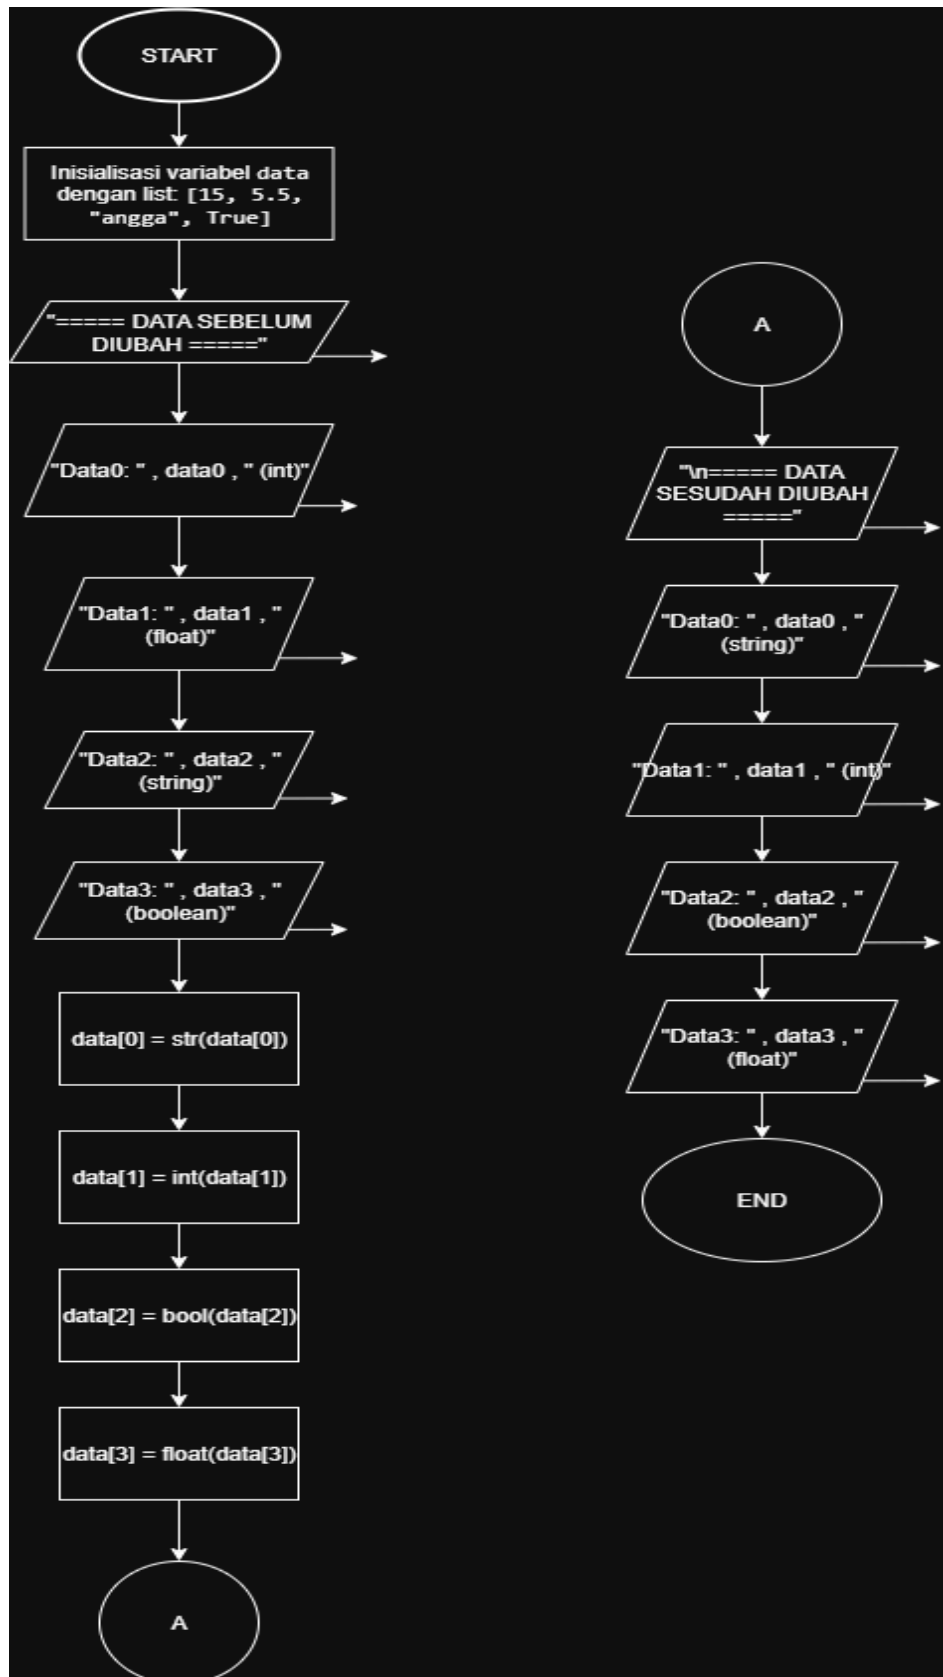 START
Inisialisasi variabel data
dengan list: [15, 5.5,
"angga", True]
"===== DATA SEBELUM
DIUBAH ====="
"Data0: " , data0 , " (int)"
"Data1: " , data1 , "
(float)"
"Data2: " , data2 , "
(string)"
"Data3: " , data3 , "
(boolean)"
data[0] = str(data[0])
data[1] = int(data[1])
data[2] = bool(data[2])
data[3] = float(data[3])
A
A
"\n===== DATA
SESUDAH DIUBAH
====="
"Data0: " , data0 , "
(string)"
"Data1: " , data1 , " (int)"
"Data2: " , data2 , "
(boolean)"
"Data3: " , data3 , "
(float)"
END